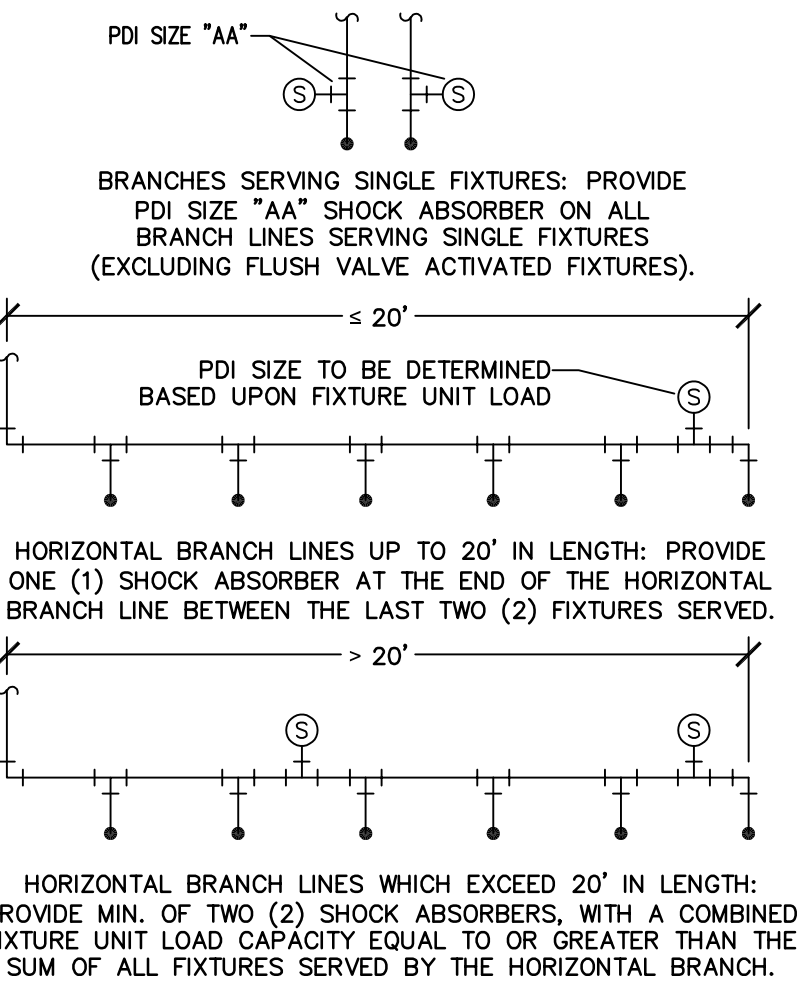 PDI SIZE "AA"
S S
BRANCHES SERVING SINGLE FIXTURES: PROVIDE
PDI SIZE "AA" SHOCK ABSORBER ON ALL
BRANCH LINES SERVING SINGLE FIXTURES
(EXCLUDING FLUSH VALVE ACTIVATED FIXTURES).
≤ 20'
PDI SIZE TO BE DETERMINED
BASED UPON FIXTURE UNIT LOAD
S
HORIZONTAL BRANCH LINES UP TO 20' IN LENGTH: PROVIDE
ONE (1) SHOCK ABSORBER AT THE END OF THE HORIZONTAL
BRANCH LINE BETWEEN THE LAST TWO (2) FIXTURES SERVED.
> 20'
S S
HORIZONTAL BRANCH LINES WHICH EXCEED 20' IN LENGTH:
ROVIDE MIN. OF TWO (2) SHOCK ABSORBERS, WITH A COMBINED
IXTURE UNIT LOAD CAPACITY EQUAL TO OR GREATER THAN THE
SUM OF ALL FIXTURES SERVED BY THE HORIZONTAL BRANCH.